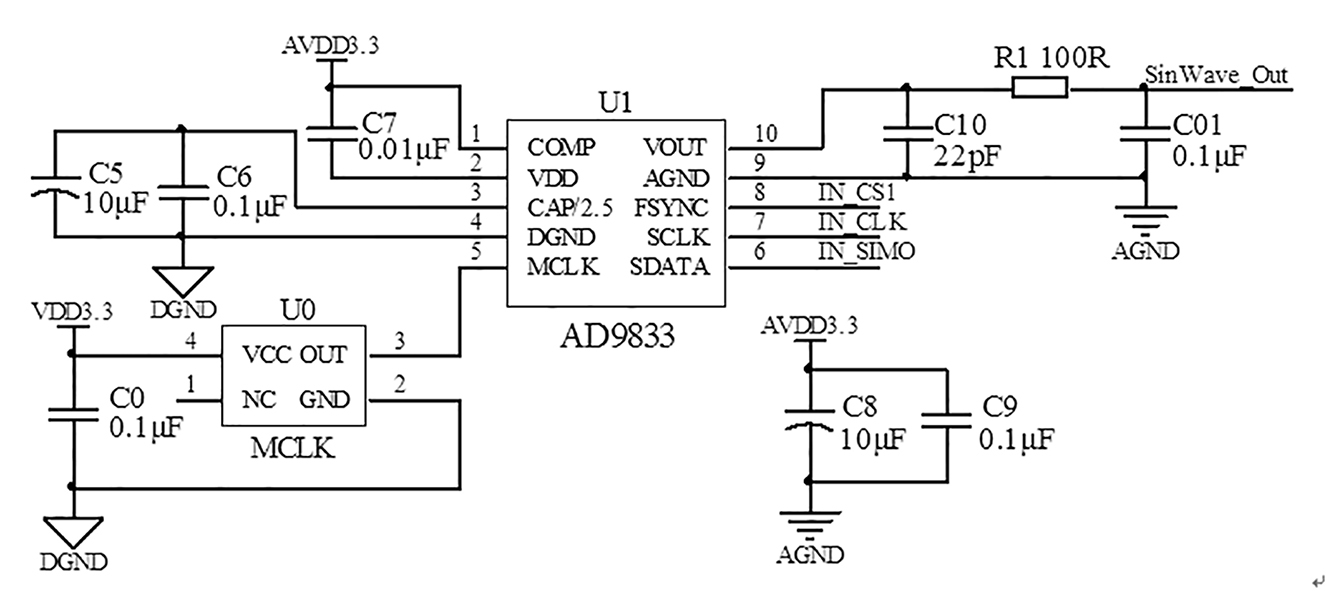 AVDD3.3
C7
0.01µF
C5
10µF
C6
0.1µF
DGND
U1
1 COMP VOUT 10
2 VDD AGND 9
3 CAP/2.5 FSYNC 8 IN_CS1
4 DGND SCLK 7 IN_CLK
5 MCLK SDATA 6 IN_SIMO
AD9833
R1 100R
SinWave_Out
C10
22pF
C01
0.1µF
AGND
VDD3.3
U0
4 VCC OUT 3
1 NC GND 2
MCLK
C0
0.1µF
DGND
AVDD3.3
C8
10µF
C9
0.1µF
AGND